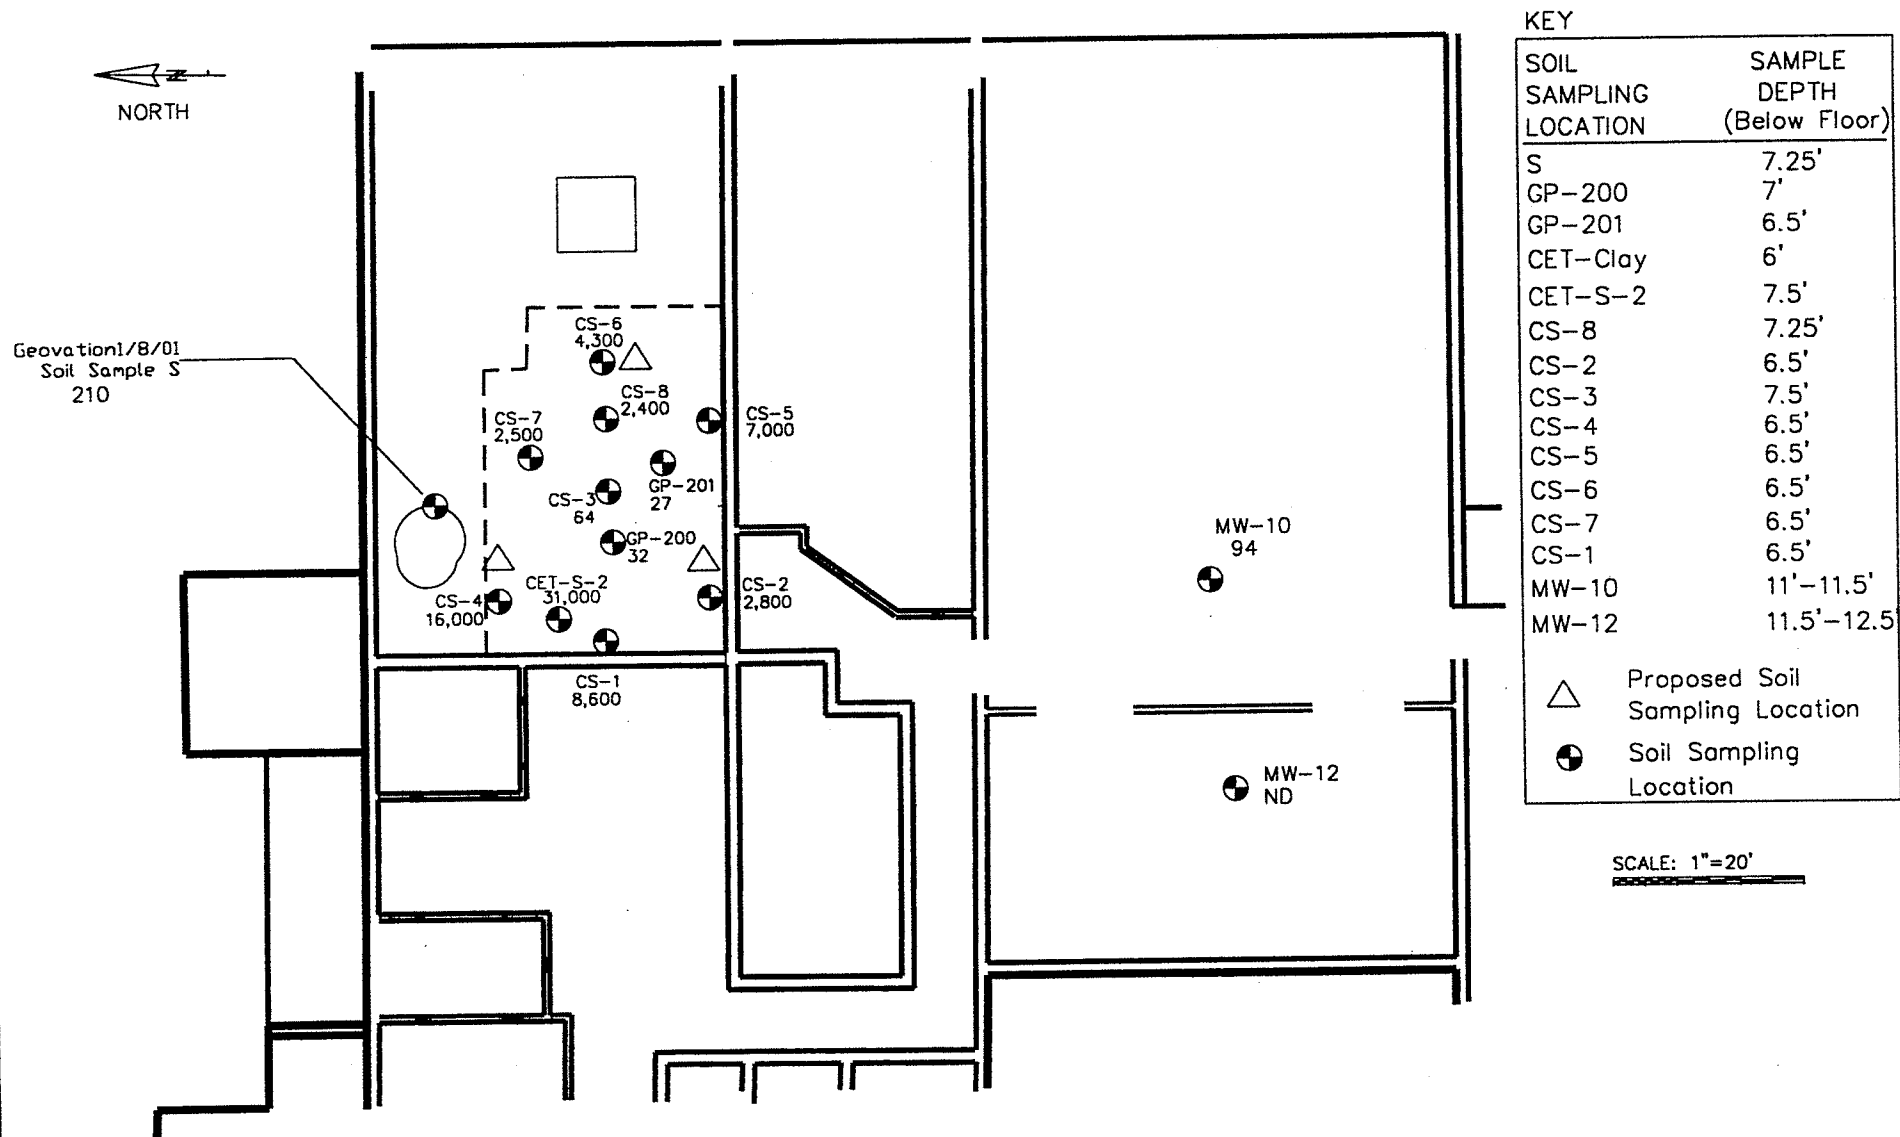 NORTH
Geovation1/8/01
Soil Sample S
210
CS-6
4,300
CS-8
2,400
CS-7
2,500
CS-5
7,000
GP-201
27
CS-3
64
GP-200
32
CET-S-2
31,000
CS-4
16,000
CS-2
2,800
CS-1
8,600
MW-10
94
MW-12
ND
KEY
SOIL SAMPLING LOCATION
SAMPLE DEPTH (Below Floor)
S 7.25'
GP-200 7'
GP-201 6.5'
CET-Clay 6'
CET-S-2 7.5'
CS-8 7.25'
CS-2 6.5'
CS-3 7.5'
CS-4 6.5'
CS-5 6.5'
CS-6 6.5'
CS-7 6.5'
CS-1 6.5'
MW-10 11'-11.5'
MW-12 11.5'-12.5
Proposed Soil
Sampling Location
Soil Sampling
Location
SCALE: 1"=20'